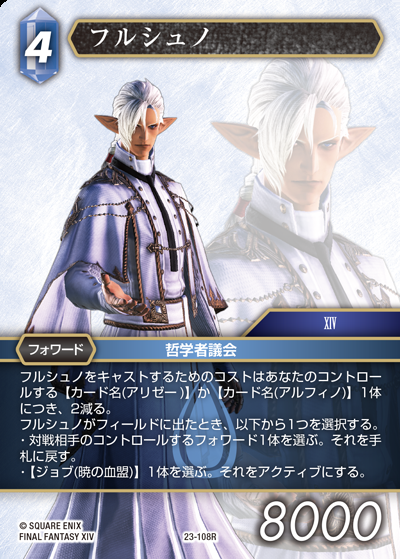 4
フルシュノ
XIV
フォワード
哲学者議会
フルシュノをキャストするためのコストはあなたのコントロー
ルする【カード名(アリゼー)】か【カード名(アルフィノ)】1体
につき、2減る。
フルシュノがフィールドに出たとき、以下から1つを選択する。
・対戦相手のコントロールするフォワード1体を選ぶ。それを手
札に戻す。
・【ジョブ(暁の血盟)】1体を選ぶ。それをアクティブにする。
© SQUARE ENIX
FINAL FANTASY XIV
23-108R
8000